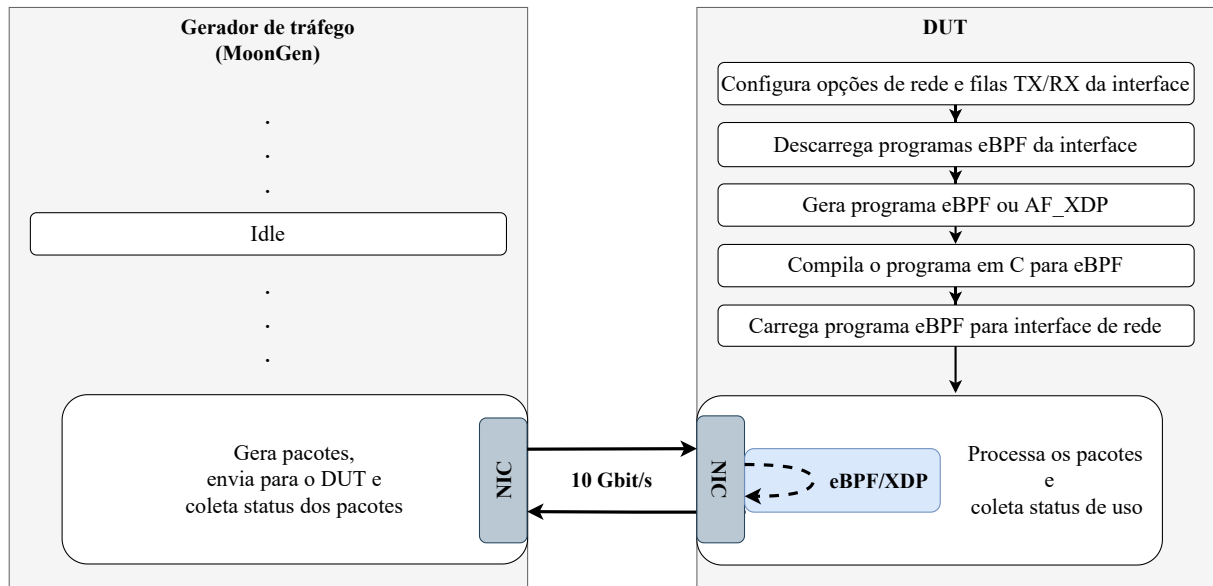 Gerador de tráfego
(MoonGen)
.
.
.
Idle
.
.
.
Gera pacotes,
envia para o DUT e
coleta status dos pacotes
NIC
10 Gbit/s
DUT
Configura opções de rede e filas TX/RX da interface
Descarrega programas eBPF da interface
Gera programa eBPF ou AF_XDP
Compila o programa em C para eBPF
Carrega programa eBPF para interface de rede
NIC
eBPF/XDP
Processa os pacotes
e
coleta status de uso